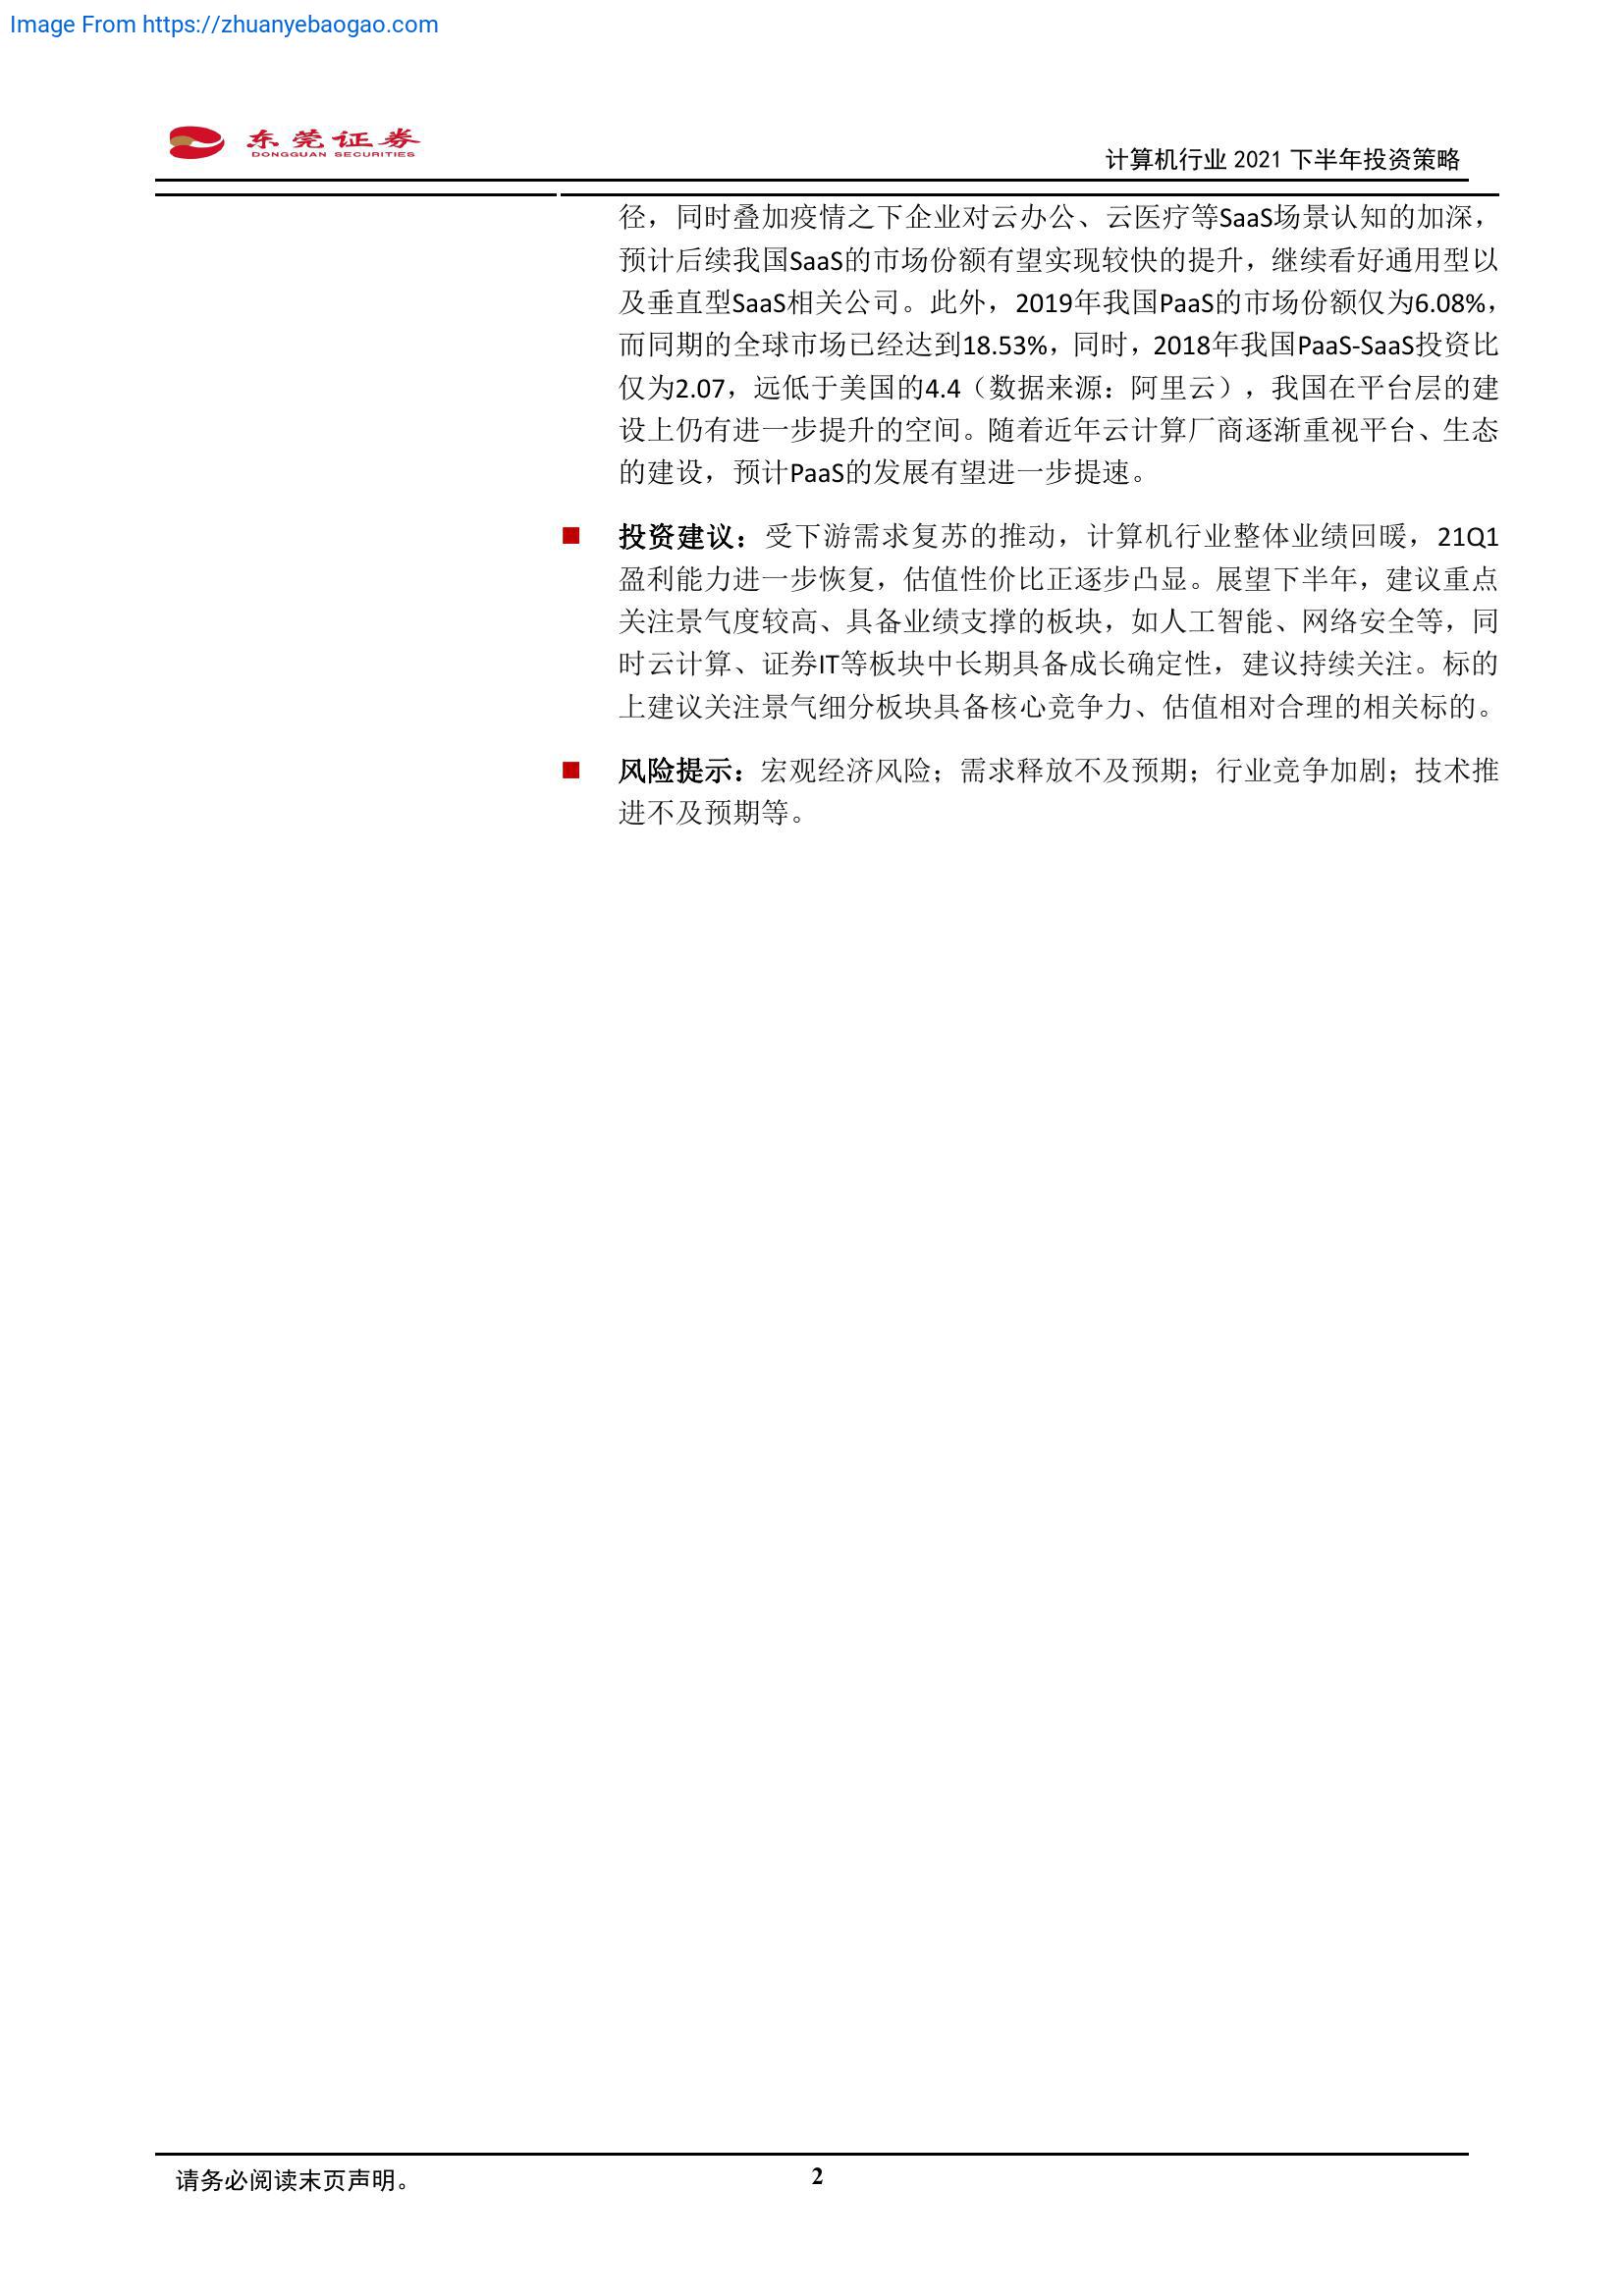 Image From https://zhuanyebaogao.com
东莞证券
DONGGUAN SECURITIES
计算机行业 2021 下半年投资策略
径，同时叠加疫情之下企业对云办公、云医疗等SaaS场景认知的加深，
预计后续我国SaaS的市场份额有望实现较快的提升，继续看好通用型以
及垂直型SaaS相关公司。此外，2019年我国PaaS的市场份额仅为6.08%，
而同期的全球市场已经达到18.53%，同时，2018年我国PaaS-SaaS投资比
仅为2.07，远低于美国的4.4（数据来源：阿里云），我国在平台层的建
设上仍有进一步提升的空间。随着近年云计算厂商逐渐重视平台、生态
的建设，预计PaaS的发展有望进一步提速。
投资建议：受下游需求复苏的推动，计算机行业整体业绩回暖，21Q1
盈利能力进一步恢复，估值性价比正逐步凸显。展望下半年，建议重点
关注景气度较高、具备业绩支撑的板块，如人工智能、网络安全等，同
时云计算、证券IT等板块中长期具备成长确定性，建议持续关注。标的
上建议关注景气细分板块具备核心竞争力、估值相对合理的相关标的。
风险提示：宏观经济风险；需求释放不及预期；行业竞争加剧；技术推
进不及预期等。
请务必阅读末页声明。
2